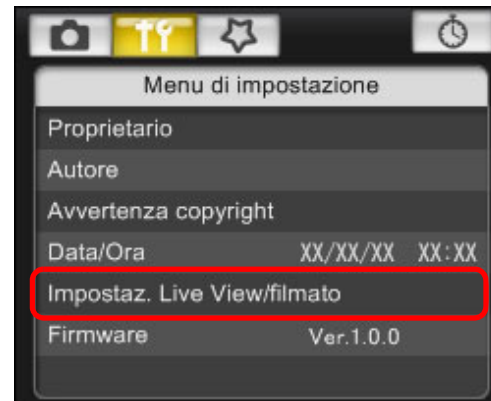 Menu di impostazione
Proprietario
Autore
Avvertenza copyright
Data/Ora XX/XX/XX XX:XX
Impostaz. Live View/filmato
Firmware Ver.1.0.0